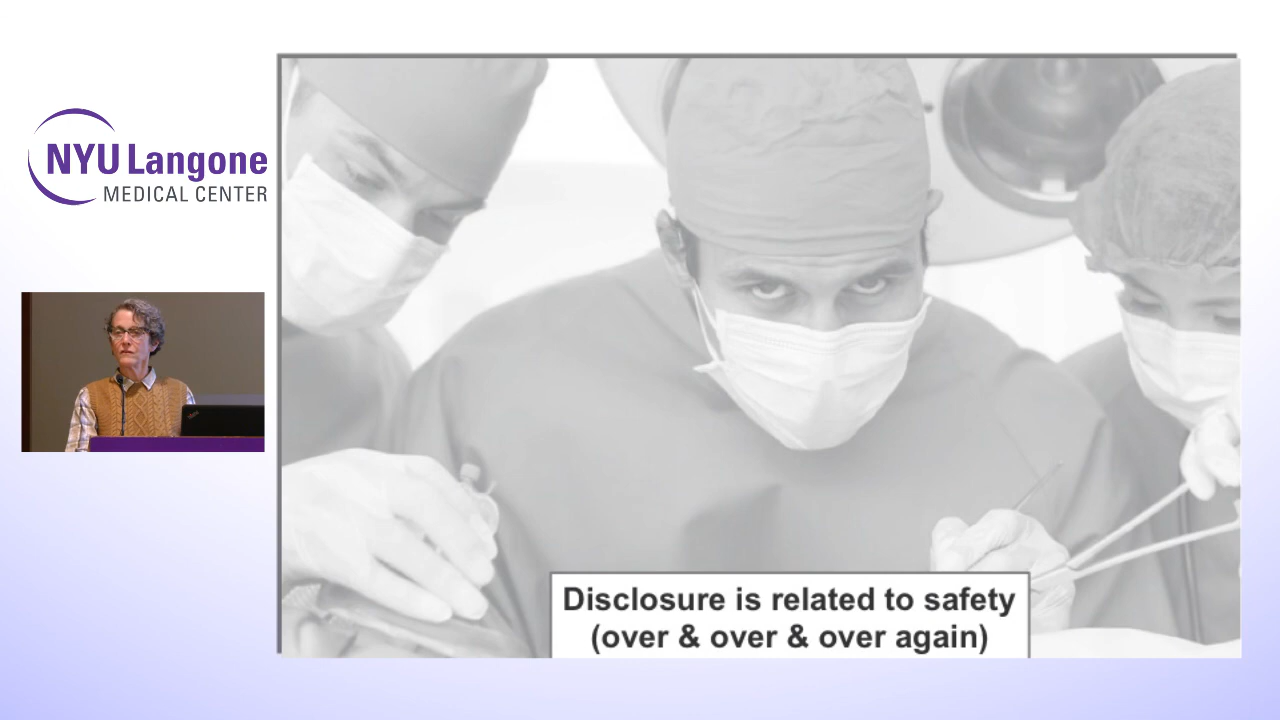 NYU Langone
MEDICAL CENTER
Disclosure is related to safety
(over & over & over again)